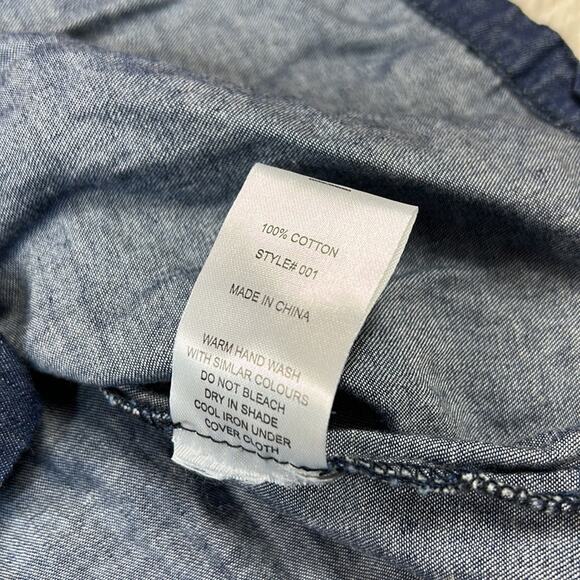 100% COTTON
STYLE# 001
MADE IN CHINA
WARM HAND WASH
WITH SIMLAR COLOURS
DO NOT BLEACH
DRY IN SHADE
COOL IRON UNDER
COVER CLOTH